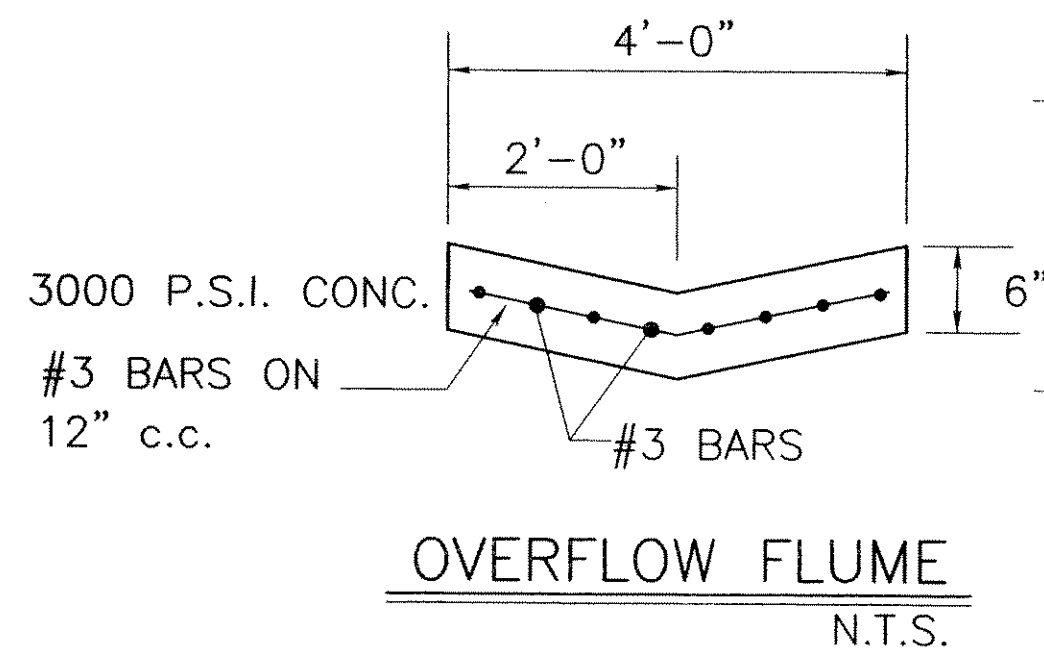 4'-0"
2'-0"
3000 P.S.I. CONC.
6"
#3 BARS ON
12" c.c.
#3 BARS
OVERFLOW FLUME
N.T.S.